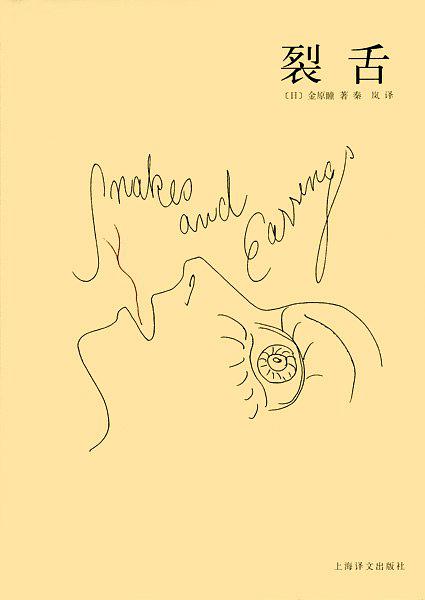 裂舌
〔日〕金原瞳 著 秦 岚 译
Snakes
and
Earrings
上海译文出版社